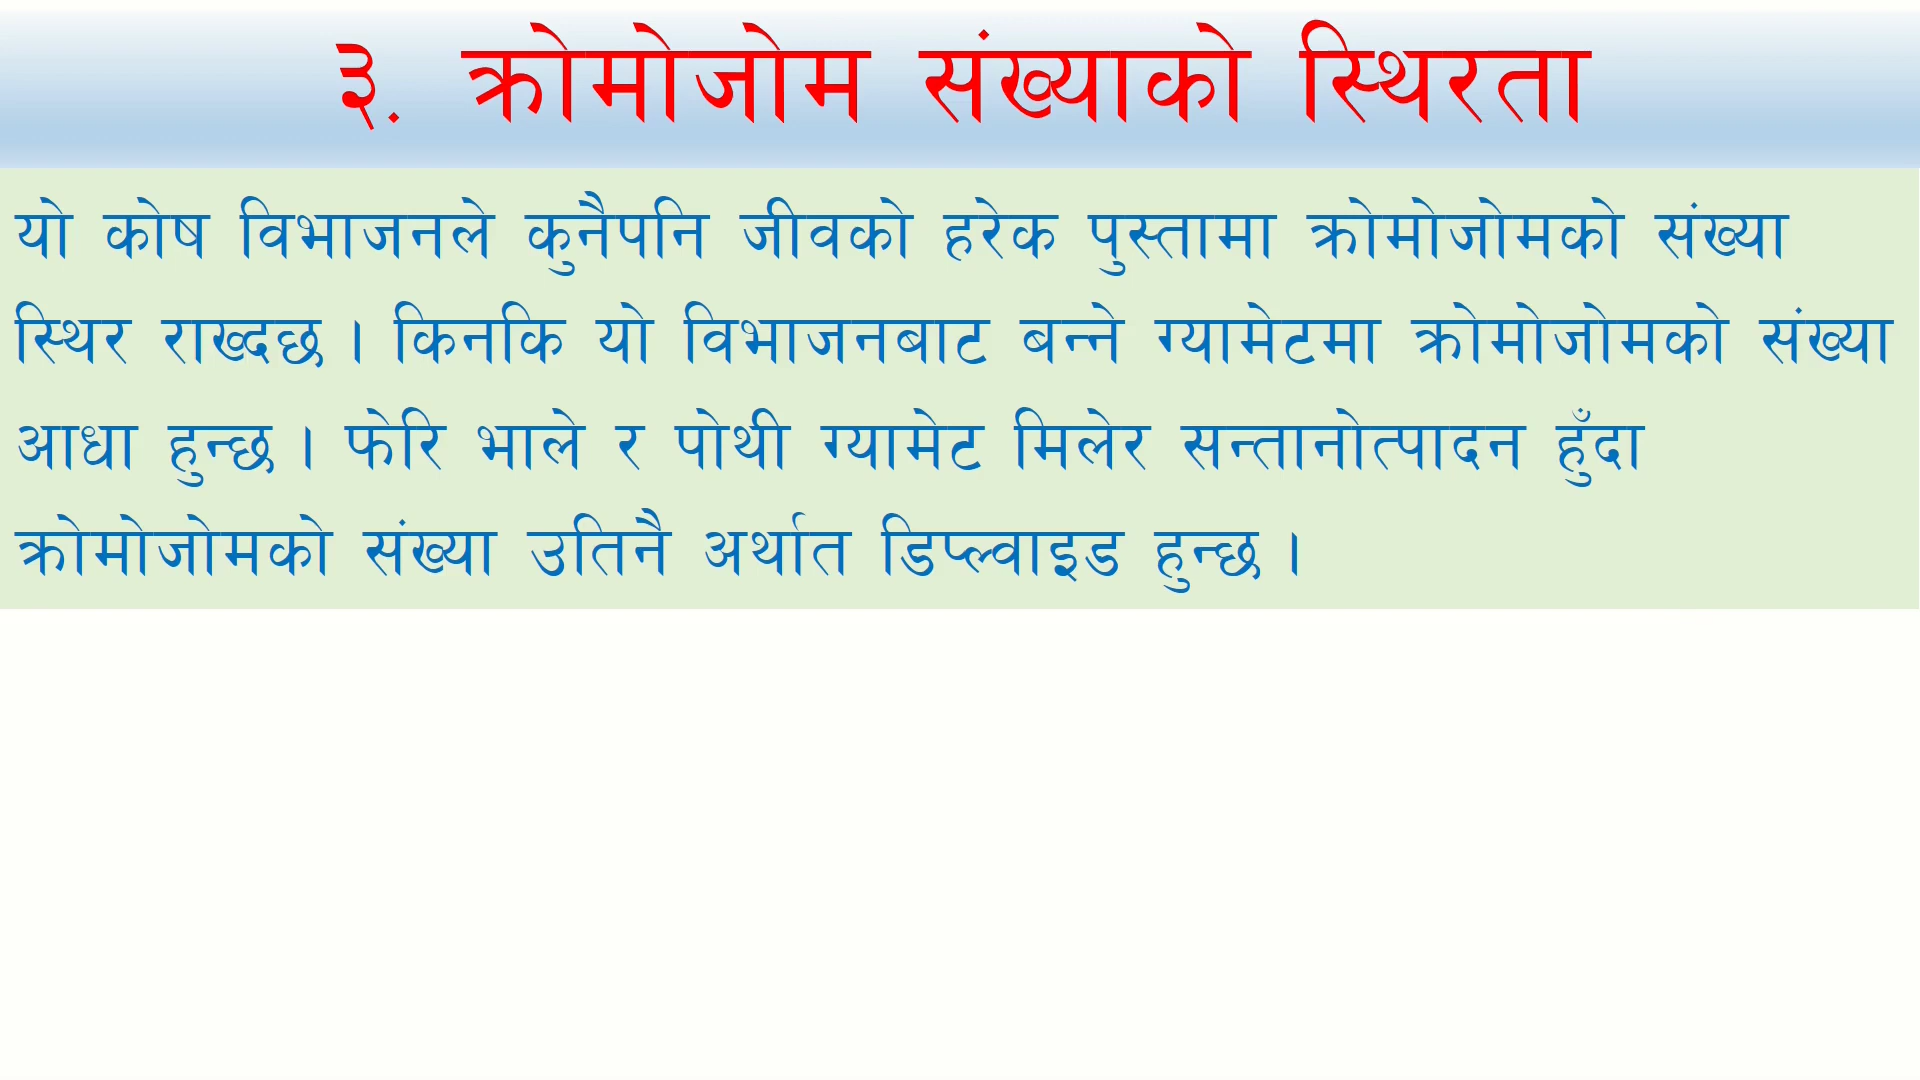 ३. क्रोमोजोम संख्याको स्थिरता
यो कोष विभाजनले कुनैपनि जीवको हरेक पुस्तामा क्रोमोजोमको संख्या
स्थिर राख्दछ । किनकि यो विभाजनबाट बन्ने ग्यामेटमा क्रोमोजोमको संख्या
आधा हुन्छ । फेरि भाले र पोथी ग्यामेट मिलेर सन्तानोत्पादन हुँदा
क्रोमोजोमको संख्या उतिनै अर्थात डिप्ल्वाइड हुन्छ ।